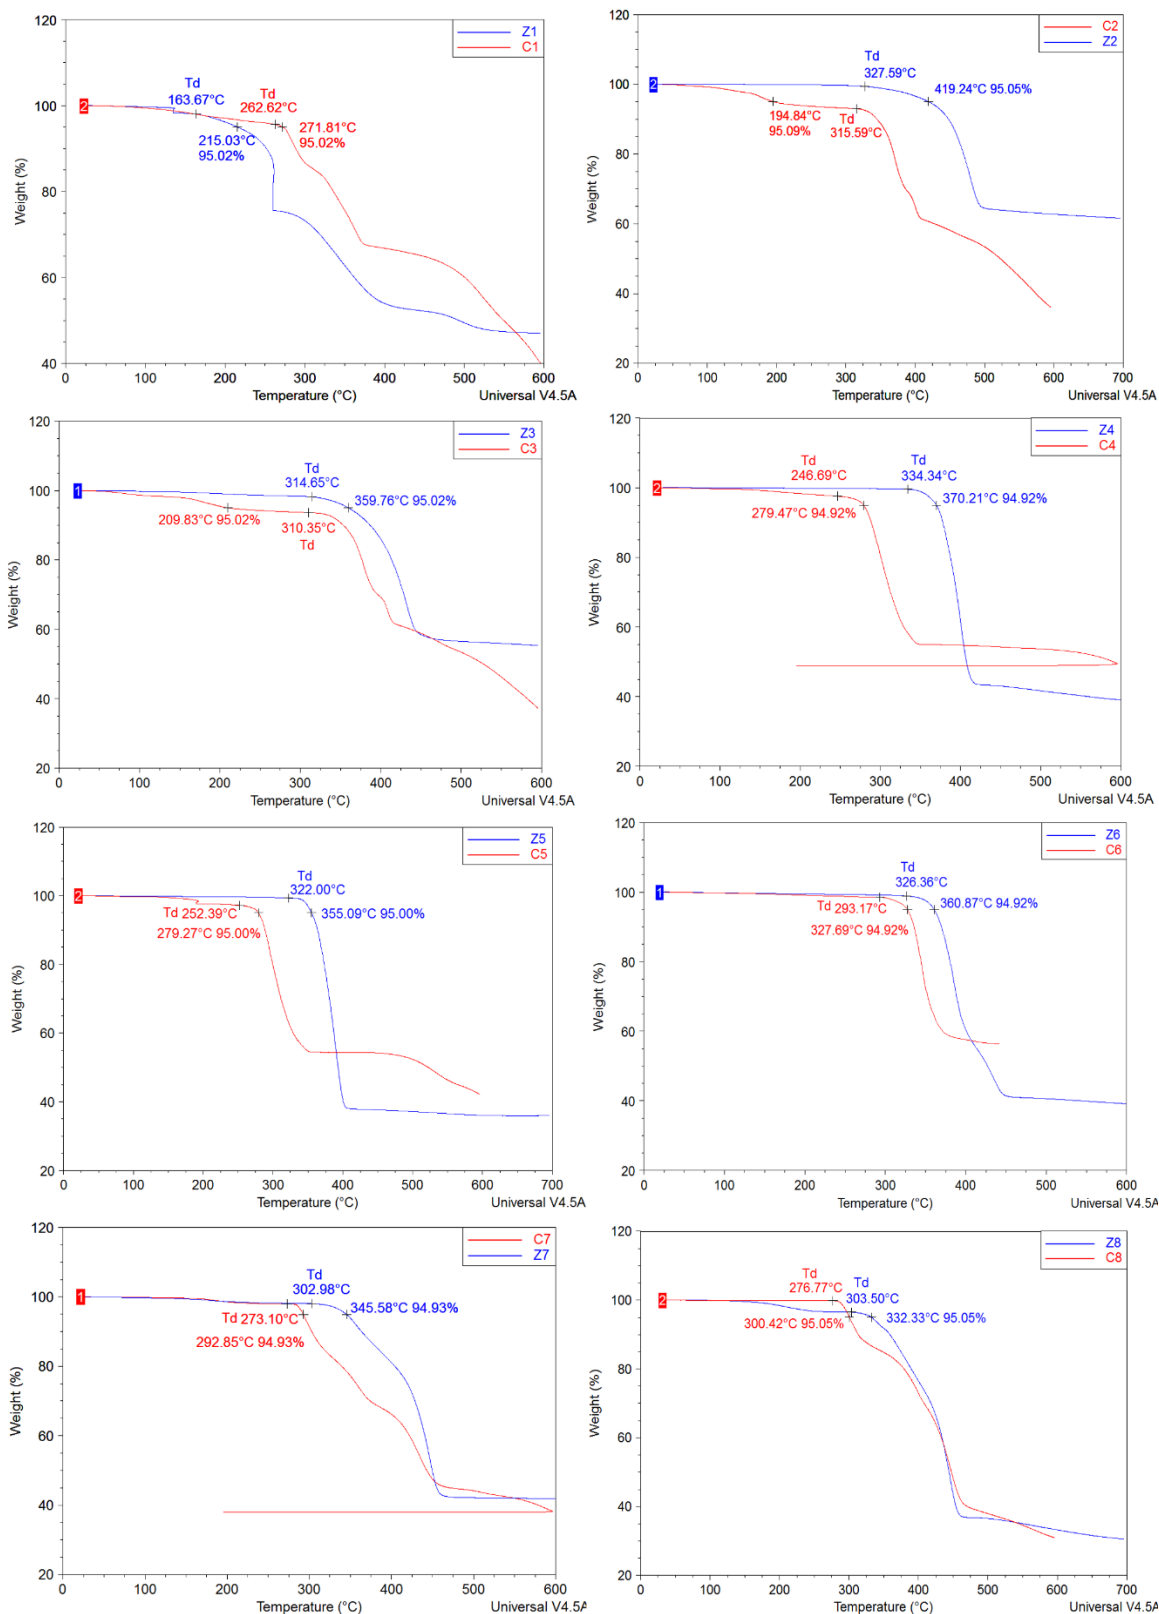 120
100
80
60
40
Weight (%)
Z1
C1
2
Td
163.67°C
Td
262.62°C
215.03°C
95.02%
271.81°C
95.02%
0 100 200 300 400 500 600
Temperature (°C)
Universal V4.5A
120
100
80
60
40
20
Weight (%)
C2
Z2
2
Td
327.59°C
419.24°C 95.05%
194.84°C
95.09%
Td
315.59°C
0 100 200 300 400 500 600 700
Temperature (°C)
Universal V4.5A
120
100
80
60
40
20
Weight (%)
Z3
C3
1
Td
314.65°C
359.76°C 95.02%
209.83°C 95.02%
310.35°C
Td
0 100 200 300 400 500 600
Temperature (°C)
Universal V4.5A
120
100
80
60
40
20
Weight (%)
Z4
C4
2
Td
246.69°C
Td
334.34°C
279.47°C 94.92%
370.21°C 94.92%
0 100 200 300 400 500 600
Temperature (°C)
Universal V4.5A
120
100
80
60
40
20
Weight (%)
Z5
C5
2
Td
322.00°C
Td 252.39°C
355.09°C 95.00%
279.27°C 95.00%
0 100 200 300 400 500 600 700
Temperature (°C)
Universal V4.5A
120
100
80
60
40
20
Weight (%)
Z6
C6
1
Td
326.36°C
360.87°C 94.92%
Td 293.17°C
327.69°C 94.92%
0 100 200 300 400 500 600
Temperature (°C)
Universal V4.5A
120
100
80
60
40
20
Weight (%)
C7
Z7
1
Td
302.98°C
345.58°C 94.93%
Td 273.10°C
292.85°C 94.93%
0 100 200 300 400 500 600
Temperature (°C)
Universal V4.5A
120
100
80
60
40
20
Weight (%)
Z8
C8
2
Td
276.77°C
Td
303.50°C
300.42°C 95.05%
332.33°C 95.05%
0 100 200 300 400 500 600 700
Temperature (°C)
Universal V4.5A